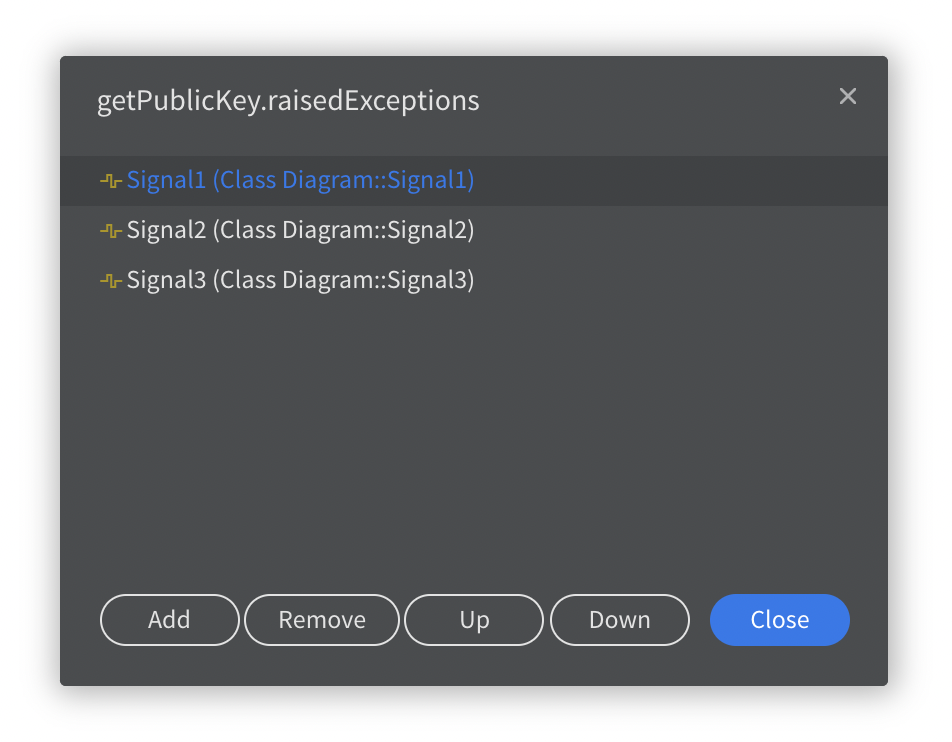 getPublicKey.raisedExceptions
Signal1 (Class Diagram::Signal1)
Signal2 (Class Diagram::Signal2)
Signal3 (Class Diagram::Signal3)
Add Remove Up Down Close